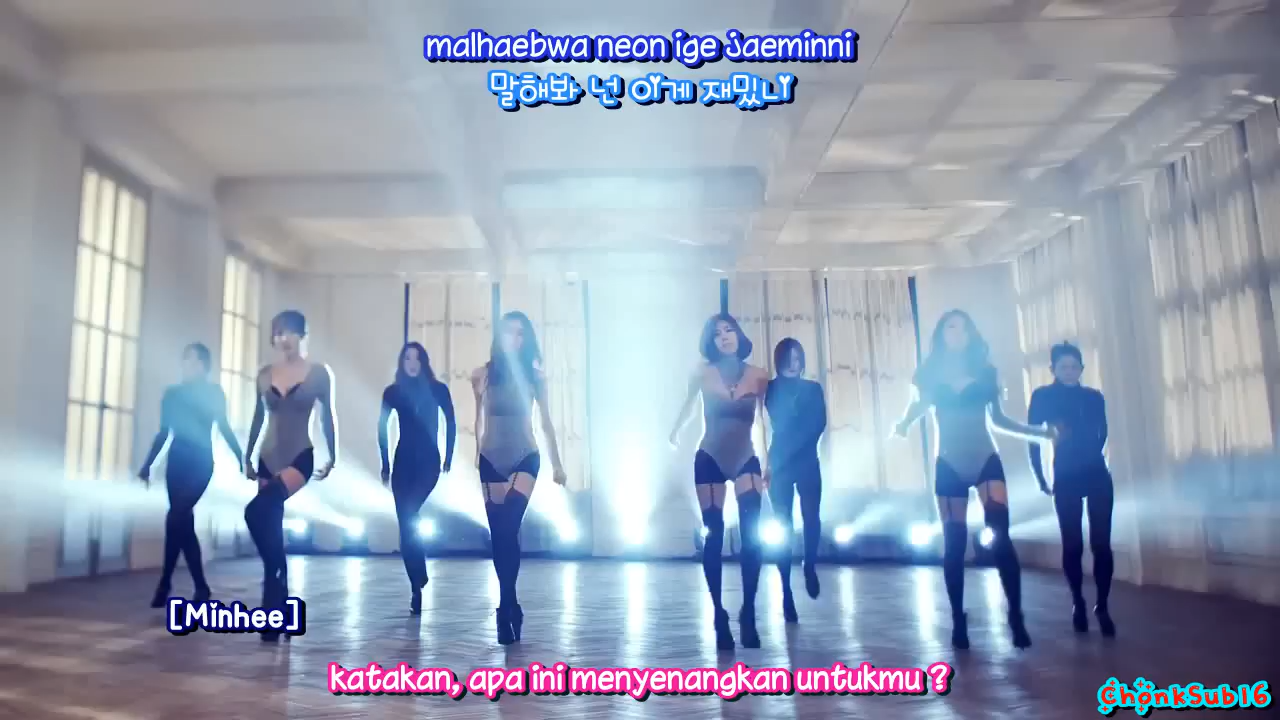 malhaebwa neon ige jaeminni
말해봐 넌 이게 재밌니
[Minhee]
katakan, apa ini menyenangkan untukmu ?
ChonkSub16